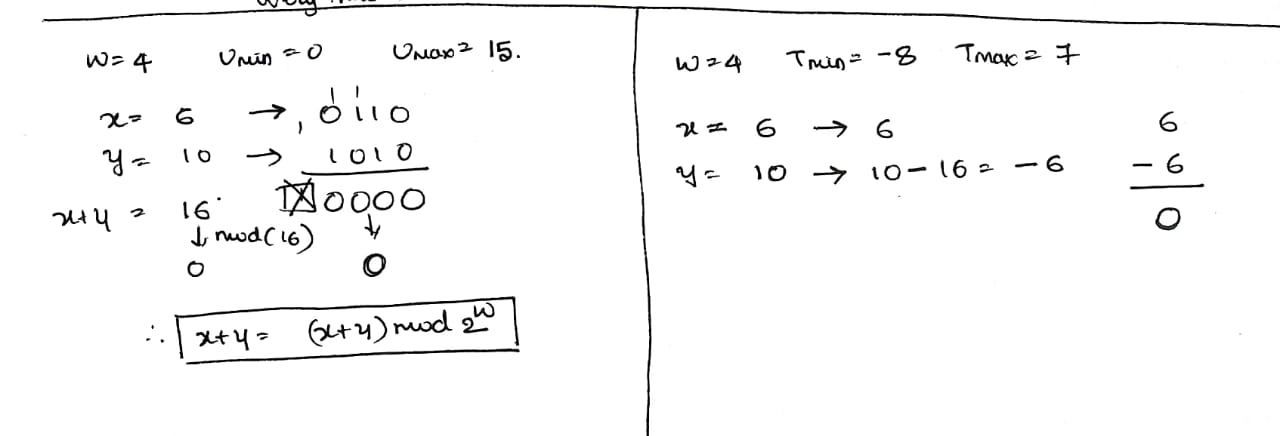 w=4 Umin=0 Umax= 15.
x= 6 → 0110
y= 10 → 1010
x+y = 16 10000
↓ mod(16) ↓
0 0
∴ x+y= (x+y) mod 2^w
w=4 Tmin= -8 Tmax= 7
x= 6 → 6
y= 10 → 10-16= -6
6
- 6
0